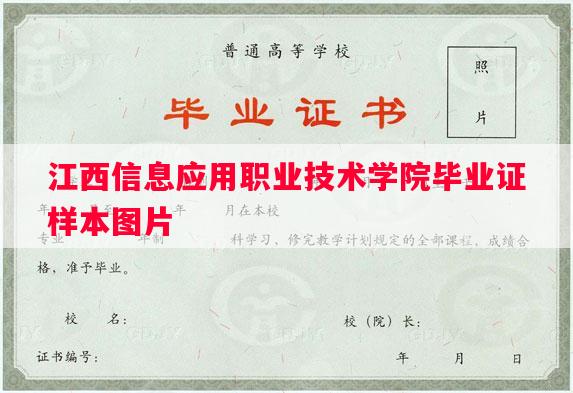 普通高等学校
照
片
毕业证书
江西信息应用职业技术学院毕业证
样本图片
年 年 月在本校
专业 年制 科学习，修完教学计划规定的全部课程，成绩合
格，准予毕业。
校 名：
校（院）长：
证书编号：
年 月 日